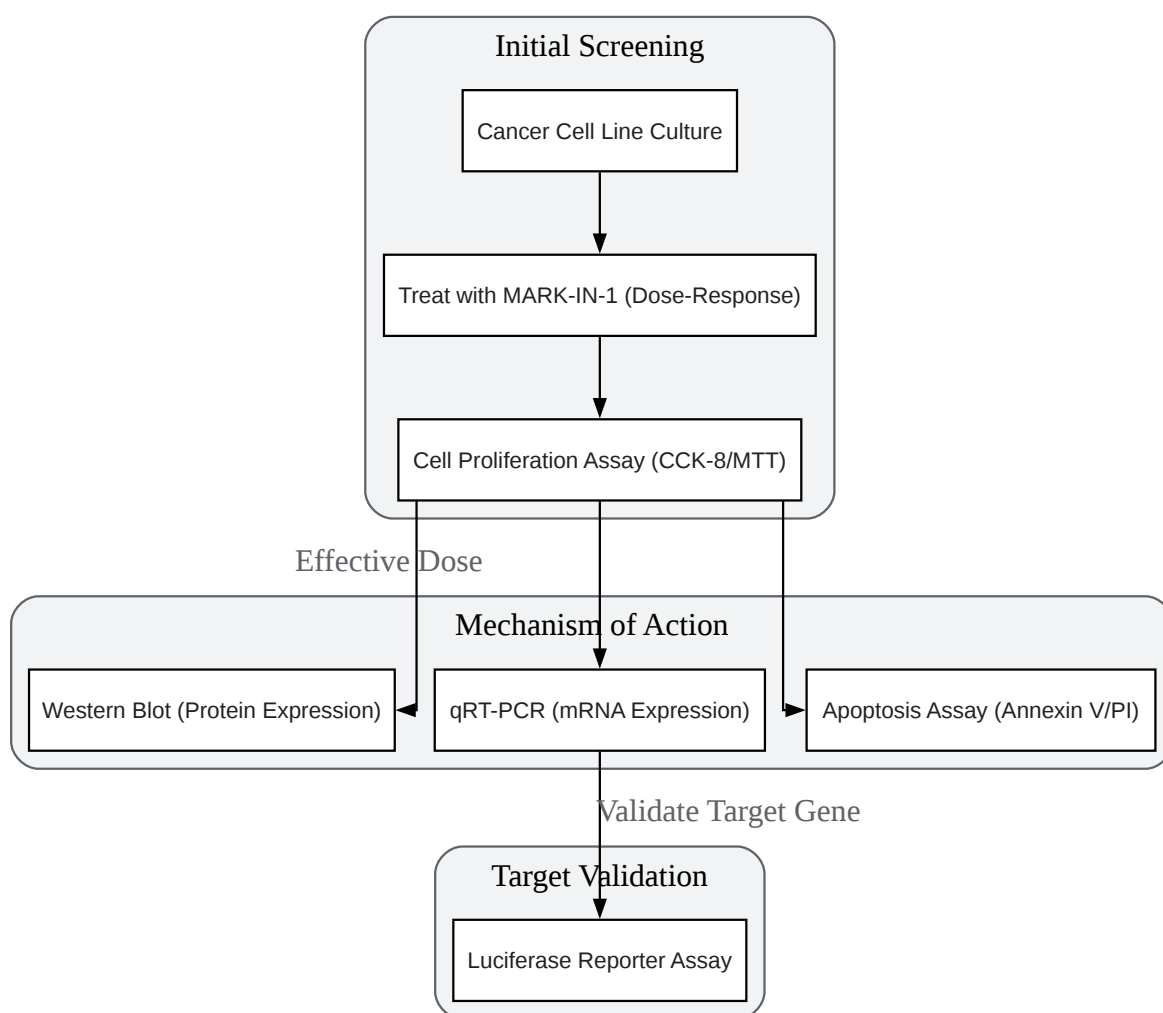 Initial Screening
Cancer Cell Line Culture
Treat with MARK-IN-1 (Dose-Response)
Cell Proliferation Assay (CCK-8/MTT)
Effective Dose
Mechanism of Action
Western Blot (Protein Expression)
qRT-PCR (mRNA Expression)
Apoptosis Assay (Annexin V/PI)
Validate Target Gene
Target Validation
Luciferase Reporter Assay